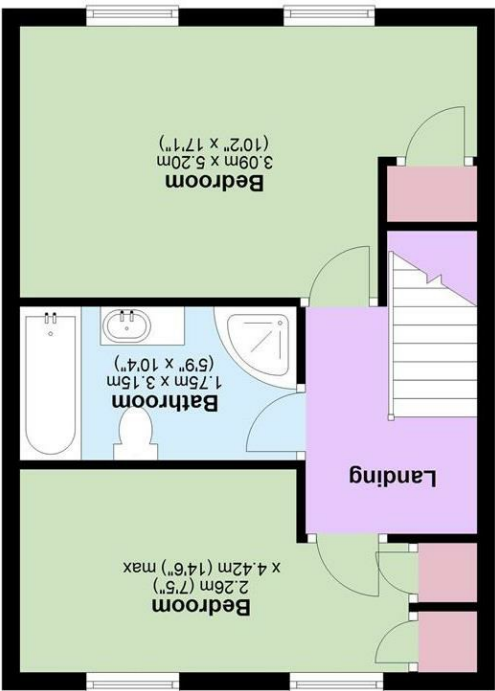 Bedroom
2.26m (7'5")
x 4.42m (14'6") max
Landing
Bathroom
1.75m x 3.15m
(5'9" x 10'4")
Bedroom
3.09m x 5.20m
(10'2" x 17'1")